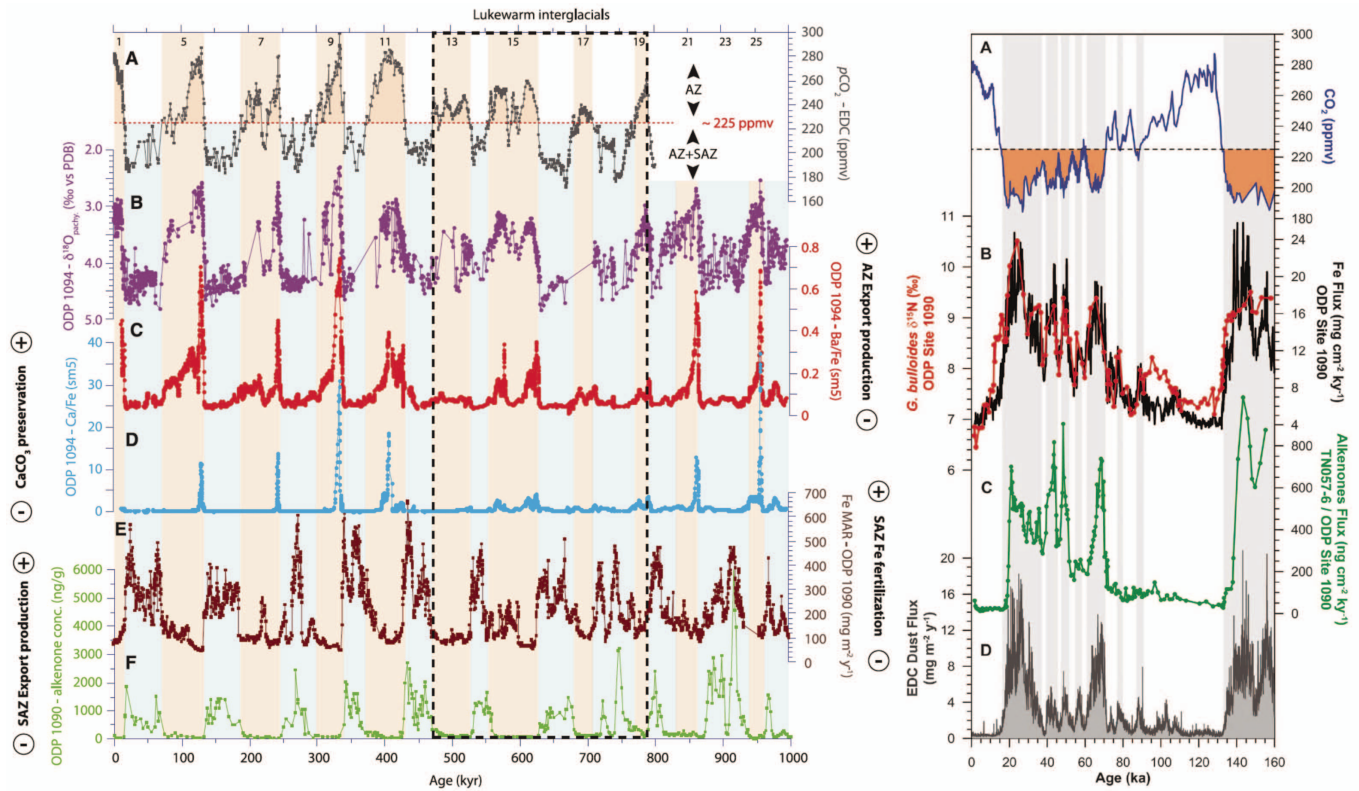 Lukewarm interglacials
1 5 7 9 11 13 15 17 19 21 23 25
A
300
280
260
240
220
200
180
160
pCO2 - EDC (ppmv)
AZ
~ 225 ppmv
AZ+SAZ
B
2.0
3.0
4.0
5.0
ODP 1094 - δ18Opachy. (‰ vs PDB)
C
0.8
0.6
0.4
0.2
0
ODP 1094 - Ba/Fe (sm5)
+ AZ Export production -
D
40
30
20
10
0
ODP 1094 - Ca/Fe (sm5)
- CaCO3 preservation +
E
700
600
500
400
300
200
100
0
Fe MAR - ODP 1090 (mg m-2 y-1)
+ SAZ Fe fertilization -
F
6000
5000
4000
3000
2000
1000
0
ODP 1090 - alkenone conc. (ng/g)
- SAZ Export production +
0 100 200 300 400 500 600 700 800 900 1000
Age (kyr)
A
300
280
260
240
220
200
180
CO2 (ppmv)
B
11
10
9
8
7
6
G. bulloides δ15N (‰)
ODP Site 1090
24
20
16
12
8
4
Fe Flux (mg cm-2 ky-1)
ODP Site 1090
C
800
600
400
200
0
Alkenones Flux (ng cm-2 ky-1)
TN057-6 / ODP Site 1090
D
20
16
12
8
4
0
EDC Dust Flux
(mg m-2 y-1)
0 20 40 60 80 100 120 140 160
Age (ka)